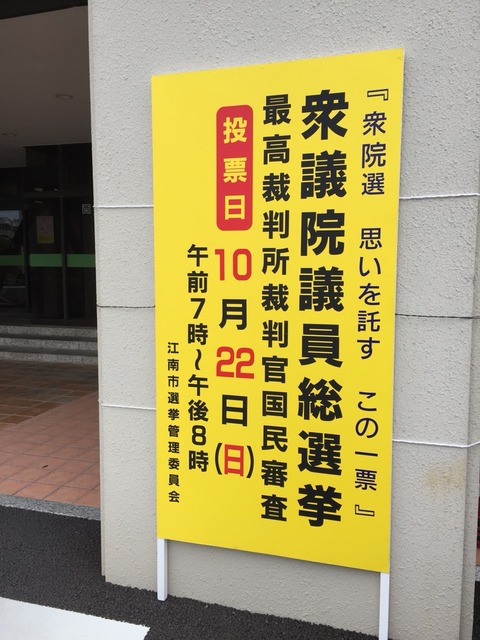 『衆院選 思いを託す この一票』
衆議院議員総選挙
最高裁判所裁判官国民審査
投票日 10月22日(日)
午前7時～午後8時
江南市選挙管理委員会